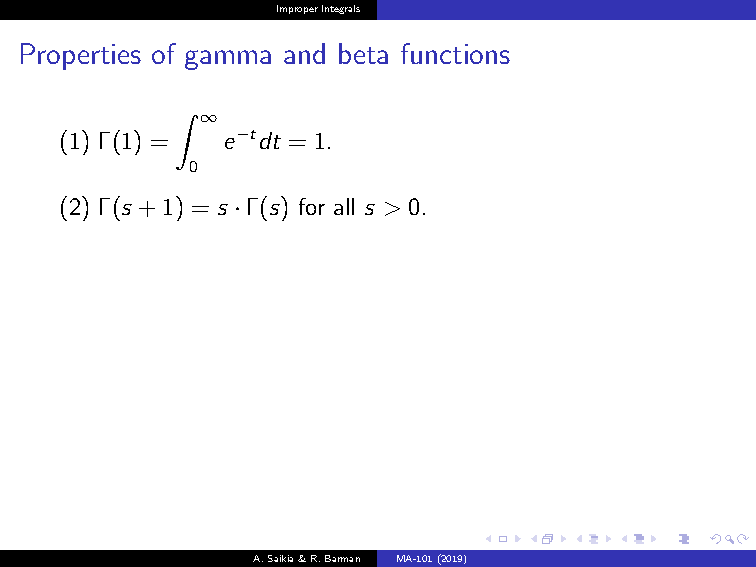 Improper Integrals
Properties of gamma and beta functions
(1) Γ(1) = ∫₀^∞ e^{−t} dt = 1.
(2) Γ(s + 1) = s · Γ(s) for all s > 0.
A. Saikia & R. Barman MA-101 (2019)